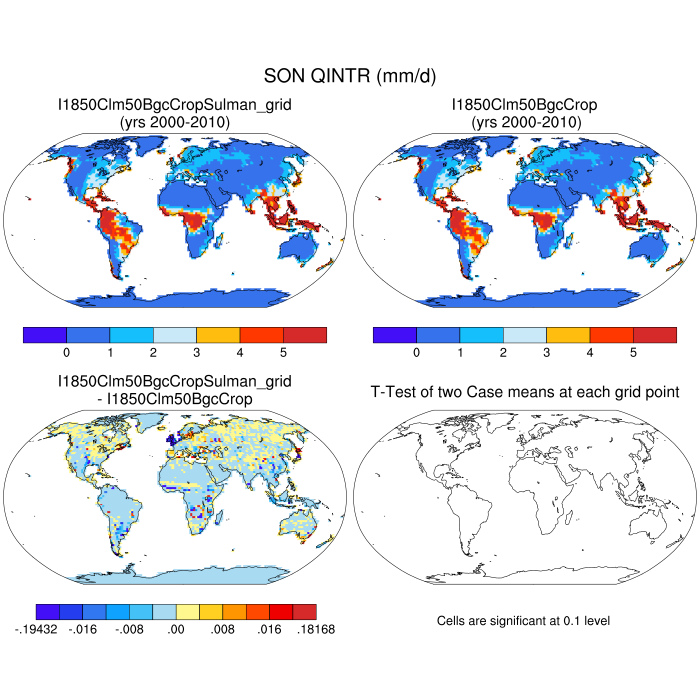 SON QINTR (mm/d)
I1850Clm50BgcCropSulman_grid
(yrs 2000-2010)
I1850Clm50BgcCrop
(yrs 2000-2010)
0 1 2 3 4 5
0 1 2 3 4 5
I1850Clm50BgcCropSulman_grid
- I1850Clm50BgcCrop
T-Test of two Case means at each grid point
-.19432 -.016 -.008 .00 .008 .016 .18168
Cells are significant at 0.1 level